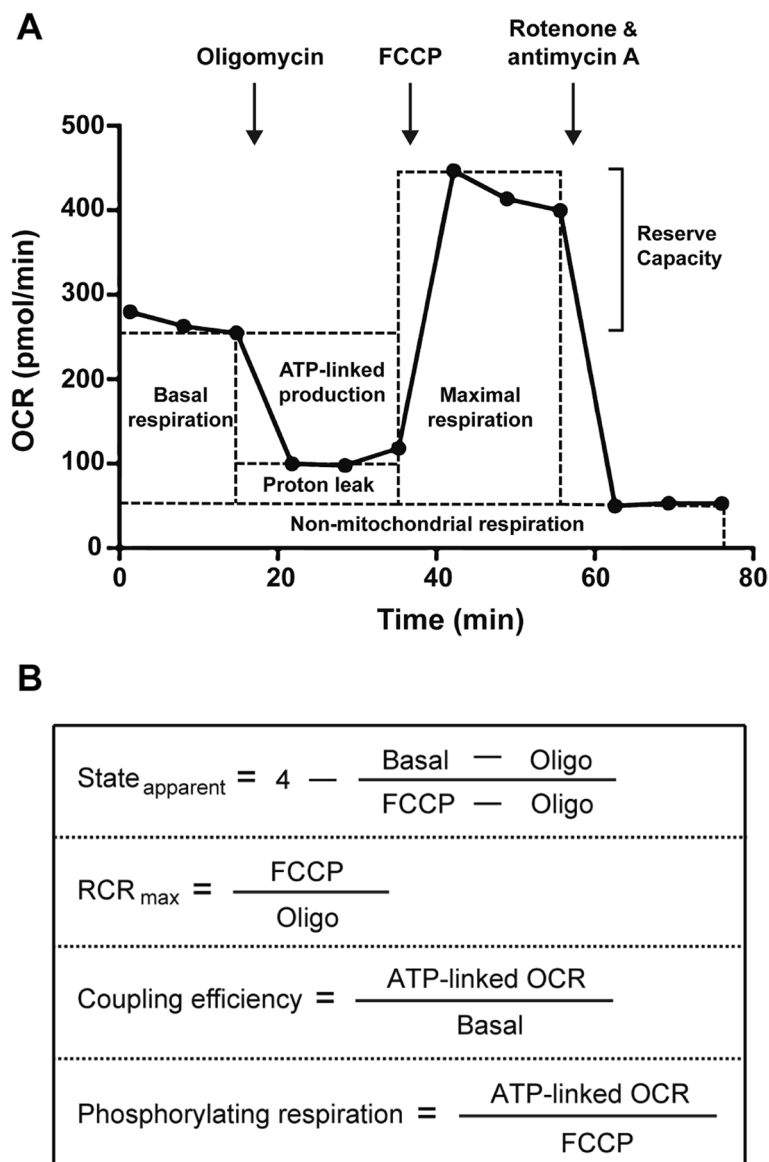 A
Oligomycin
FCCP
Rotenone &
antimycin A
500
400
300
200
100
0
OCR (pmol/min)
Reserve
Capacity
ATP-linked
production
Basal
respiration
Maximal
respiration
Proton leak
Non-mitochondrial respiration
0 20 40 60 80
Time (min)
B
State apparent = 4 — Basal — Oligo
FCCP — Oligo
RCR max = FCCP
Oligo
Coupling efficiency = ATP-linked OCR
Basal
Phosphorylating respiration = ATP-linked OCR
FCCP